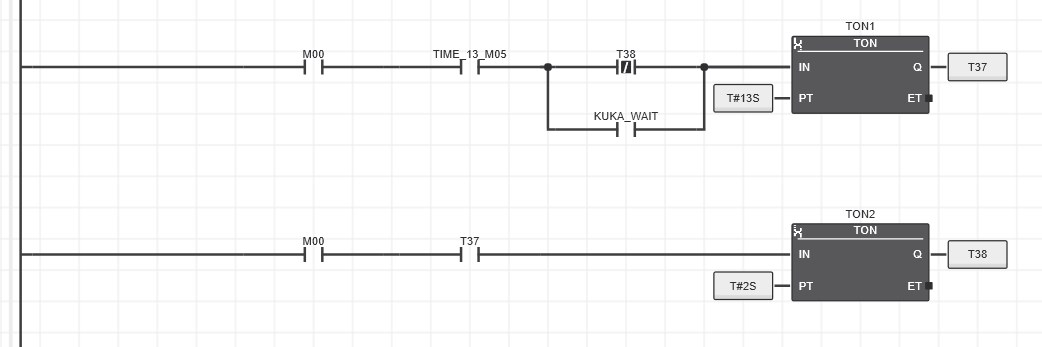 TON1
M00 TIME_13_M05 T38 TON
IN Q T37
T#13S PT ET
KUKA_WAIT
TON2
M00 T37 TON
IN Q T38
T#2S PT ET